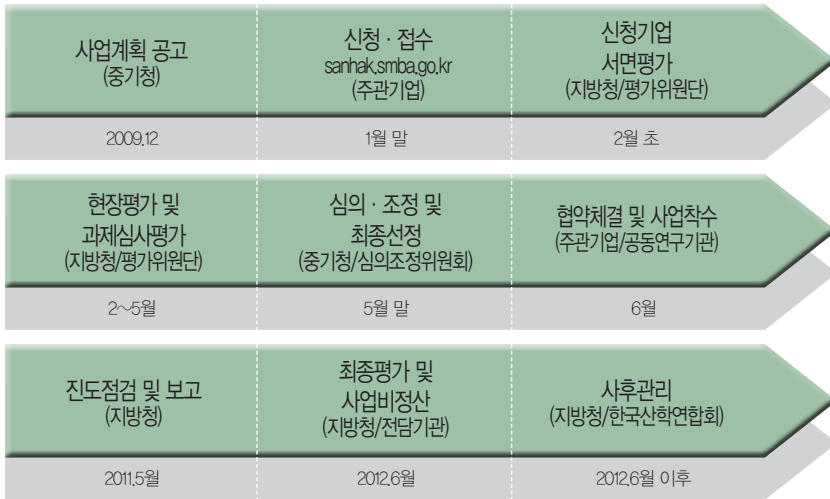 사업계획 공고
(중기청)
2009.12
신청 · 접수
sanhak.smba.go.kr
(주관기업)
1월 말
신청기업
서면평가
(지방청/평가위원단)
2월 초
현장평가 및
과제심사평가
(지방청/평가위원단)
2~5월
심의 · 조정 및
최종선정
(중기청/심의조정위원회)
5월 말
협약체결 및 사업착수
(주관기업/공동연구기관)
6월
진도점검 및 보고
(지방청)
2011.5월
최종평가 및
사업비정산
(지방청/전담기관)
2012.6월
사후관리
(지방청/한국산학연합회)
2012.6월 이후